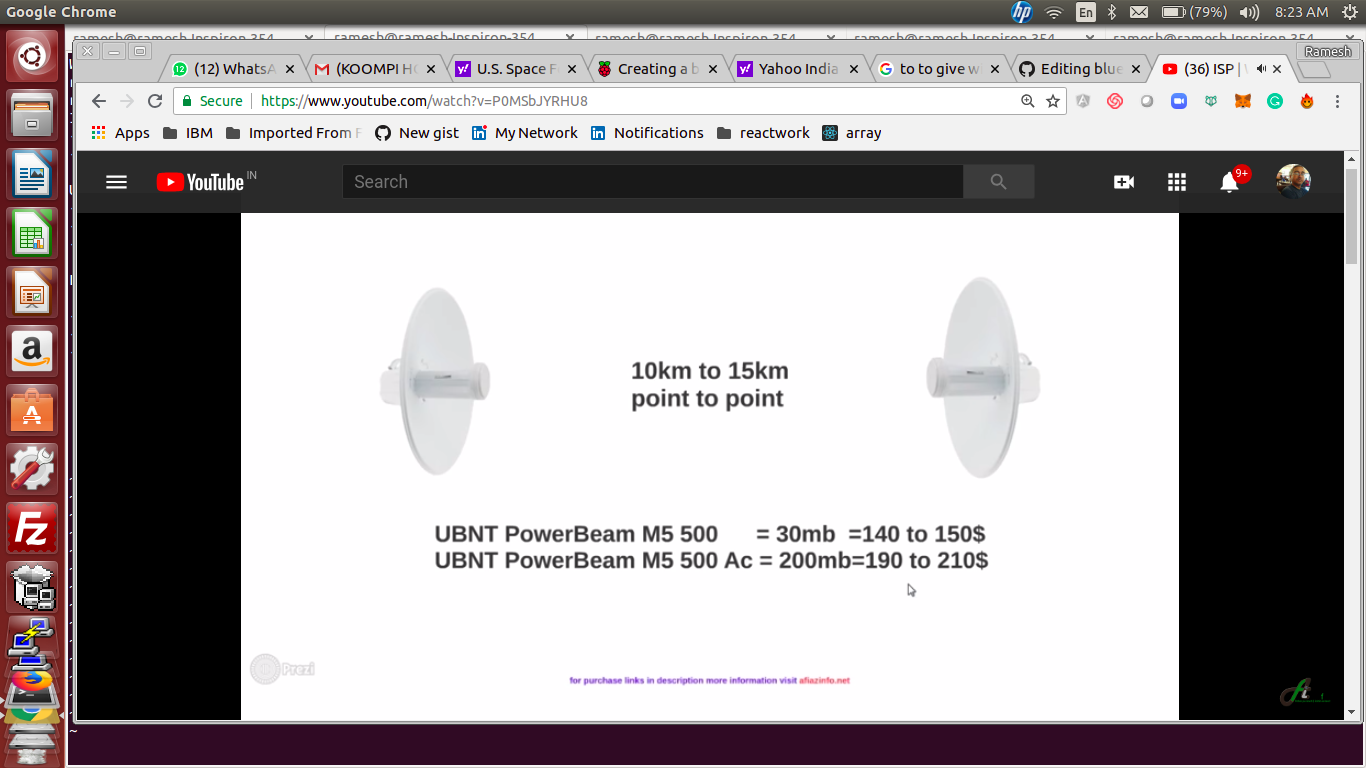 Google Chrome
hp
En
(79%)
8:23 AM
ramesh@ramesh-Inspiron-354
ramesh@ramesh-Inspiron-354
ramesh@ramesh-Inspiron-354
ramesh@ramesh-Inspiron-354
ramesh@ramesh-Inspiron-354
Ramesh
(12) WhatsA
(KOOMPI HO
U.S. Space F
Creating a b
Yahoo India
to to give w
Editing blue
(36) ISP |
Secure
https://www.youtube.com/watch?v=P0MSbJYRHU8
Apps
IBM
Imported From F
New gist
My Network
Notifications
reactwork
array
YouTube IN
Search
9+
10km to 15km
point to point
UBNT PowerBeam M5 500 = 30mb =140 to 150$
UBNT PowerBeam M5 500 Ac = 200mb=190 to 210$
Prezi
for purchase links in description more information visit afiazinfo.net
~